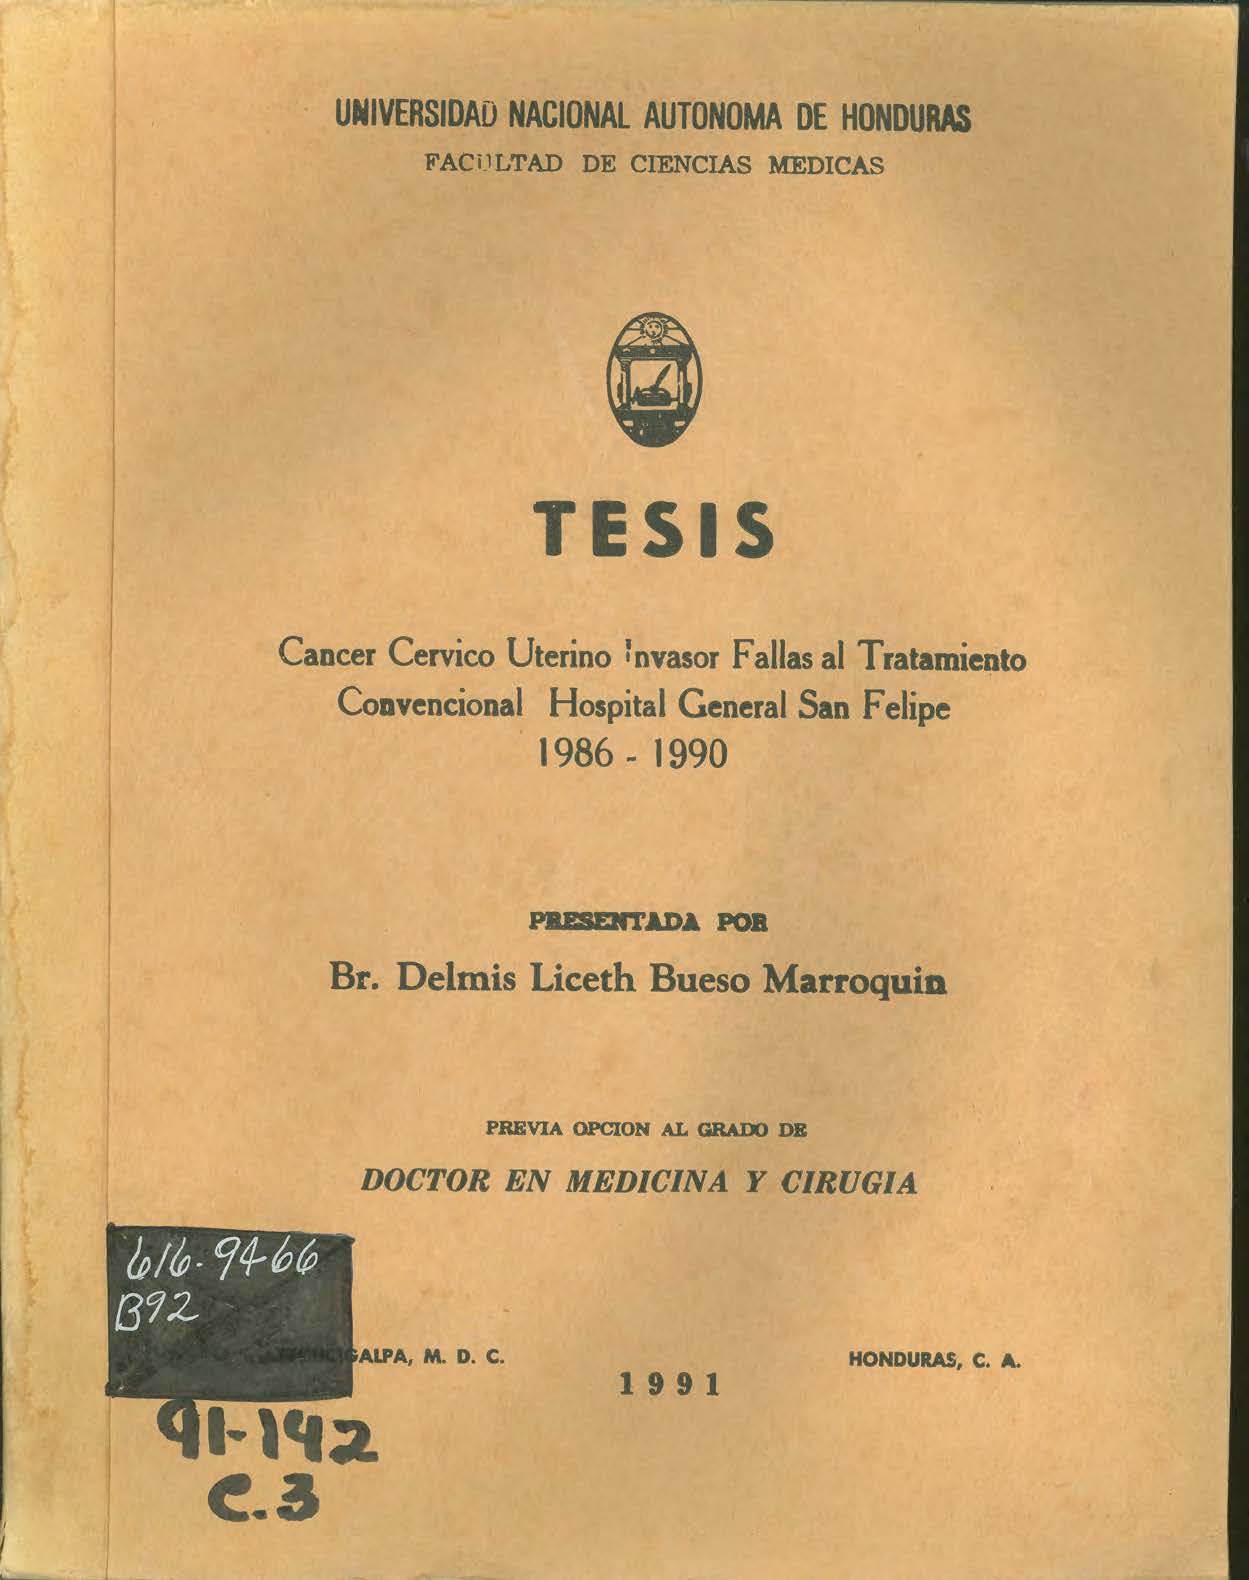 UNIVERSIDAD NACIONAL AUTONOMA DE HONDURAS
FACULTAD DE CIENCIAS MEDICAS
TESIS
Cancer Cervico Uterino Invasor Fallas al Tratamiento
Convencional Hospital General San Felipe
1986 - 1990
PRESENTADA POR
Br. Delmis Liceth Bueso Marroquin
PREVIA OPCION AL GRADO DE
DOCTOR EN MEDICINA Y CIRUGIA
616-9466
B92
TEGUCIGALPA, M. D. C.
HONDURAS, C. A.
1991
91-142
C.3